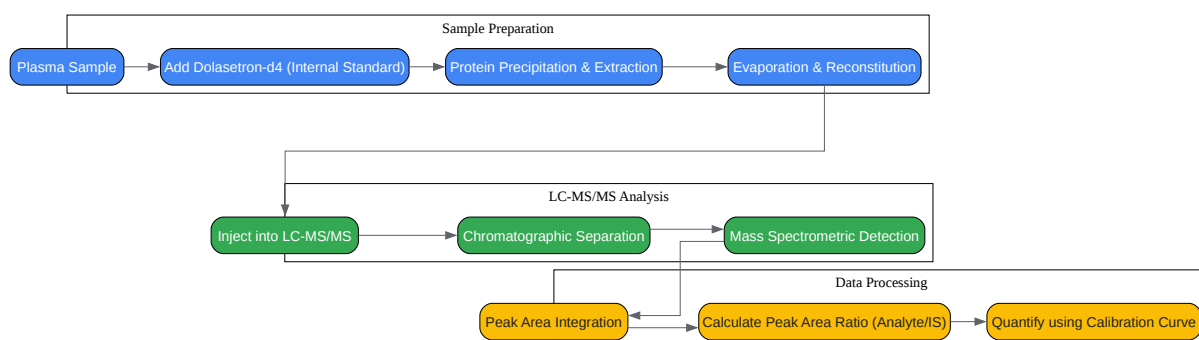 Sample Preparation
Plasma Sample
Add Dolasetron-d4 (Internal Standard)
Protein Precipitation & Extraction
Evaporation & Reconstitution
LC-MS/MS Analysis
Inject into LC-MS/MS
Chromatographic Separation
Mass Spectrometric Detection
Data Processing
Peak Area Integration
Calculate Peak Area Ratio (Analyte/IS)
Quantify using Calibration Curve